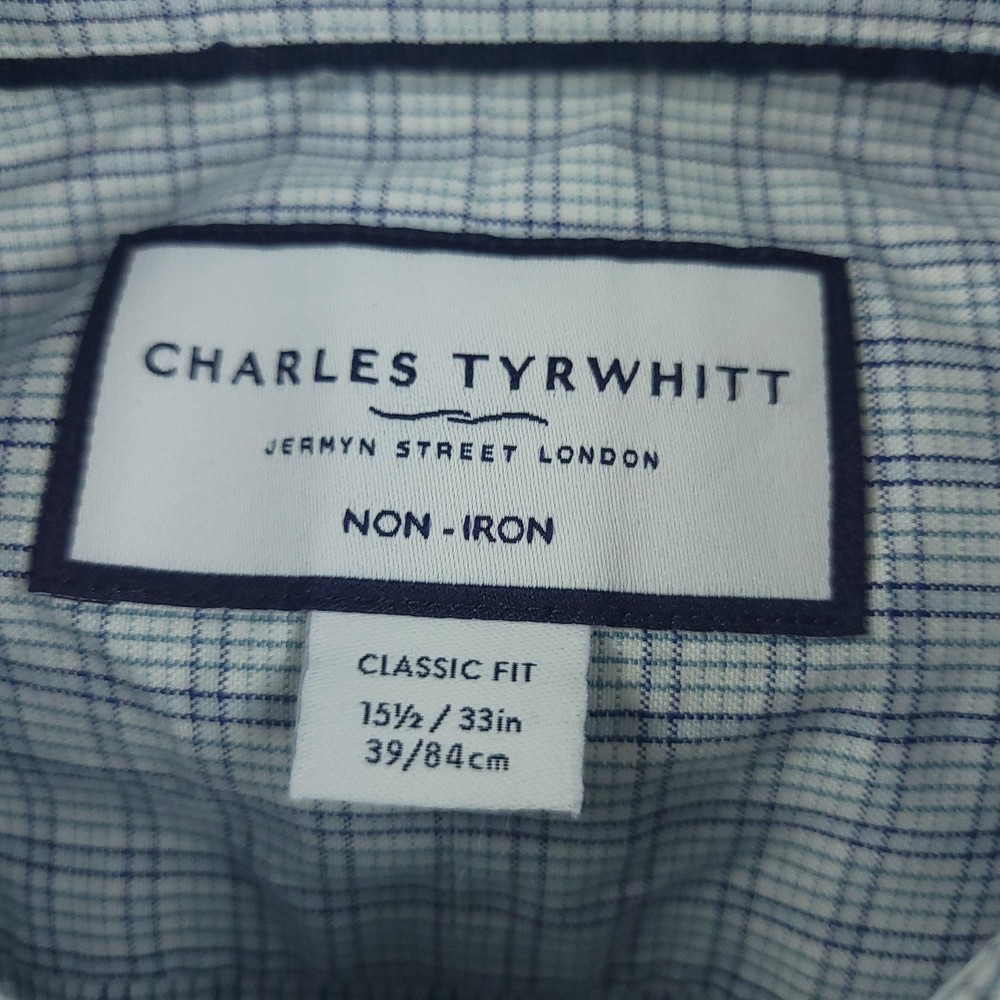 CHARLES TYRWHITT
JERMYN STREET LONDON
NON - IRON
CLASSIC FIT
15½ / 33in
39/84cm